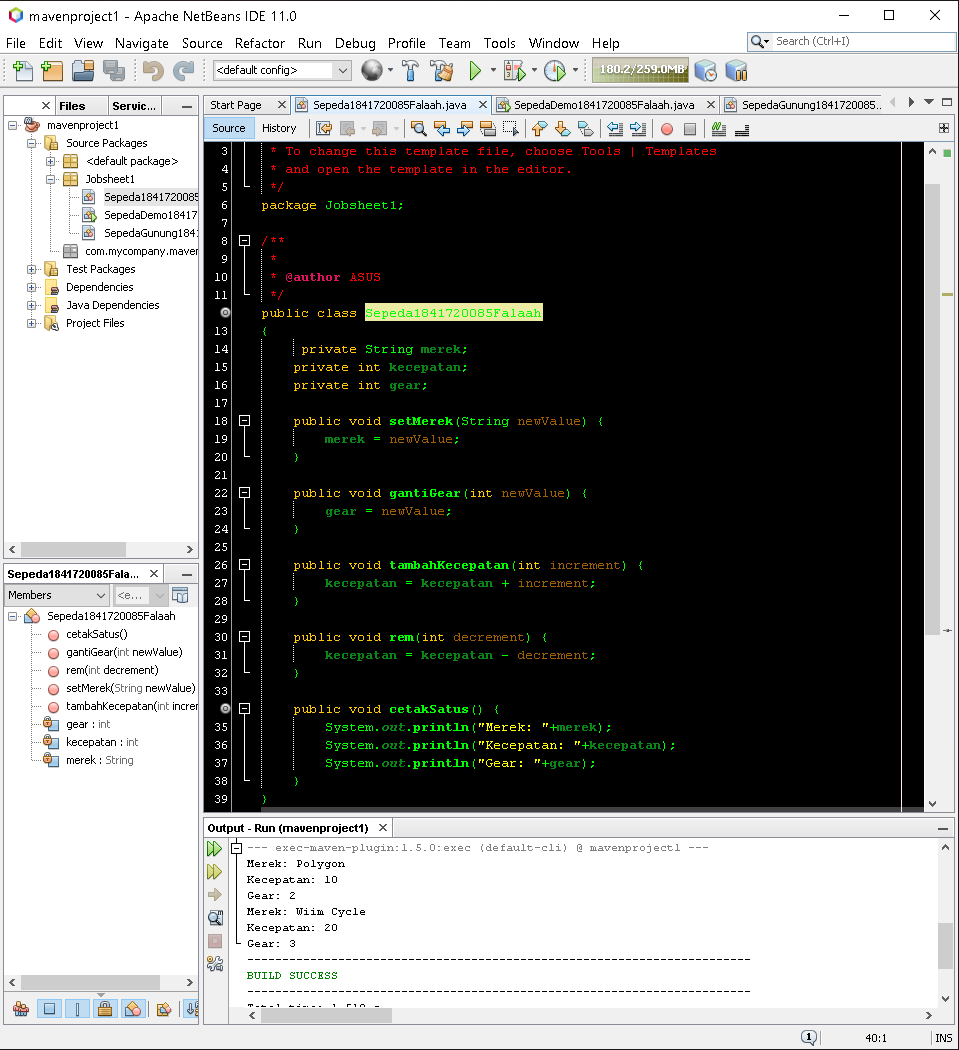 mavenproject1 - Apache NetBeans IDE 11.0
File Edit View Navigate Source Refactor Run Debug Profile Team Tools Window Help
Search (Ctrl+I)
<default config>
180.2/259.0MB
Files Servic...
mavenproject1
Source Packages
<default package>
Jobsheet1
Sepeda1841720085
SepedaDemo18417
SepedaGunung1841
com.mycompany.maven
Test Packages
Dependencies
Java Dependencies
Project Files
Sepeda1841720085Fala...
Members
<e...
Sepeda1841720085Falaah
cetakSatus()
gantiGear(int newValue)
rem(int decrement)
setMerek(String newValue)
tambahKecepatan(int increm
gear : int
kecepatan : int
merek : String
Start Page Sepeda1841720085Falaah.java SepedaDemo1841720085Falaah.java SepedaGunung1841720085...
Source History
3 * To change this template file, choose Tools | Templates
4 * and open the template in the editor.
5 */
6 package Jobsheet1;
7
8 /**
9 *
10 * @author ASUS
11 */
public class Sepeda1841720085Falaah
13 {
14 private String merek;
15 private int kecepatan;
16 private int gear;
17
18 public void setMerek(String newValue) {
19 merek = newValue;
20 }
21
22 public void gantiGear(int newValue) {
23 gear = newValue;
24 }
25
26 public void tambahKecepatan(int increment) {
27 kecepatan = kecepatan + increment;
28 }
29
30 public void rem(int decrement) {
31 kecepatan = kecepatan - decrement;
32 }
33
public void cetakSatus() {
35 System.out.println("Merek: "+merek);
36 System.out.println("Kecepatan: "+kecepatan);
37 System.out.println("Gear: "+gear);
38 }
39 }
Output - Run (mavenproject1)
--- exec-maven-plugin:1.5.0:exec (default-cli) @ mavenproject1 ---
Merek: Polygon
Kecepatan: 10
Gear: 2
Merek: Wiim Cycle
Kecepatan: 20
Gear: 3
------------------------------------------------------------------------
BUILD SUCCESS
------------------------------------------------------------------------
Total time:
1
40:1 INS